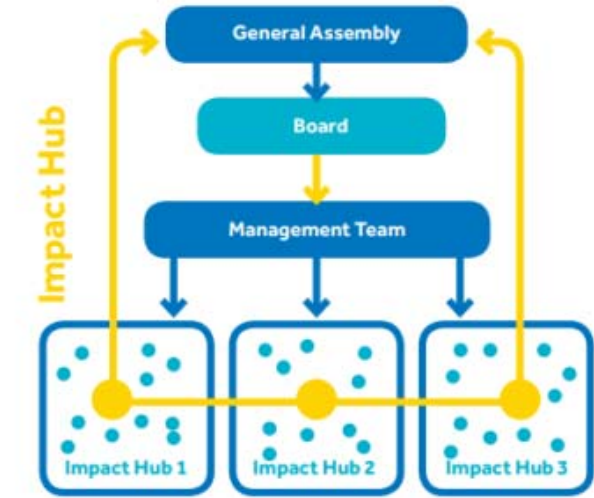 General Assembly
Board
Impact Hub
Management Team
Impact Hub 1
Impact Hub 2
Impact Hub 3